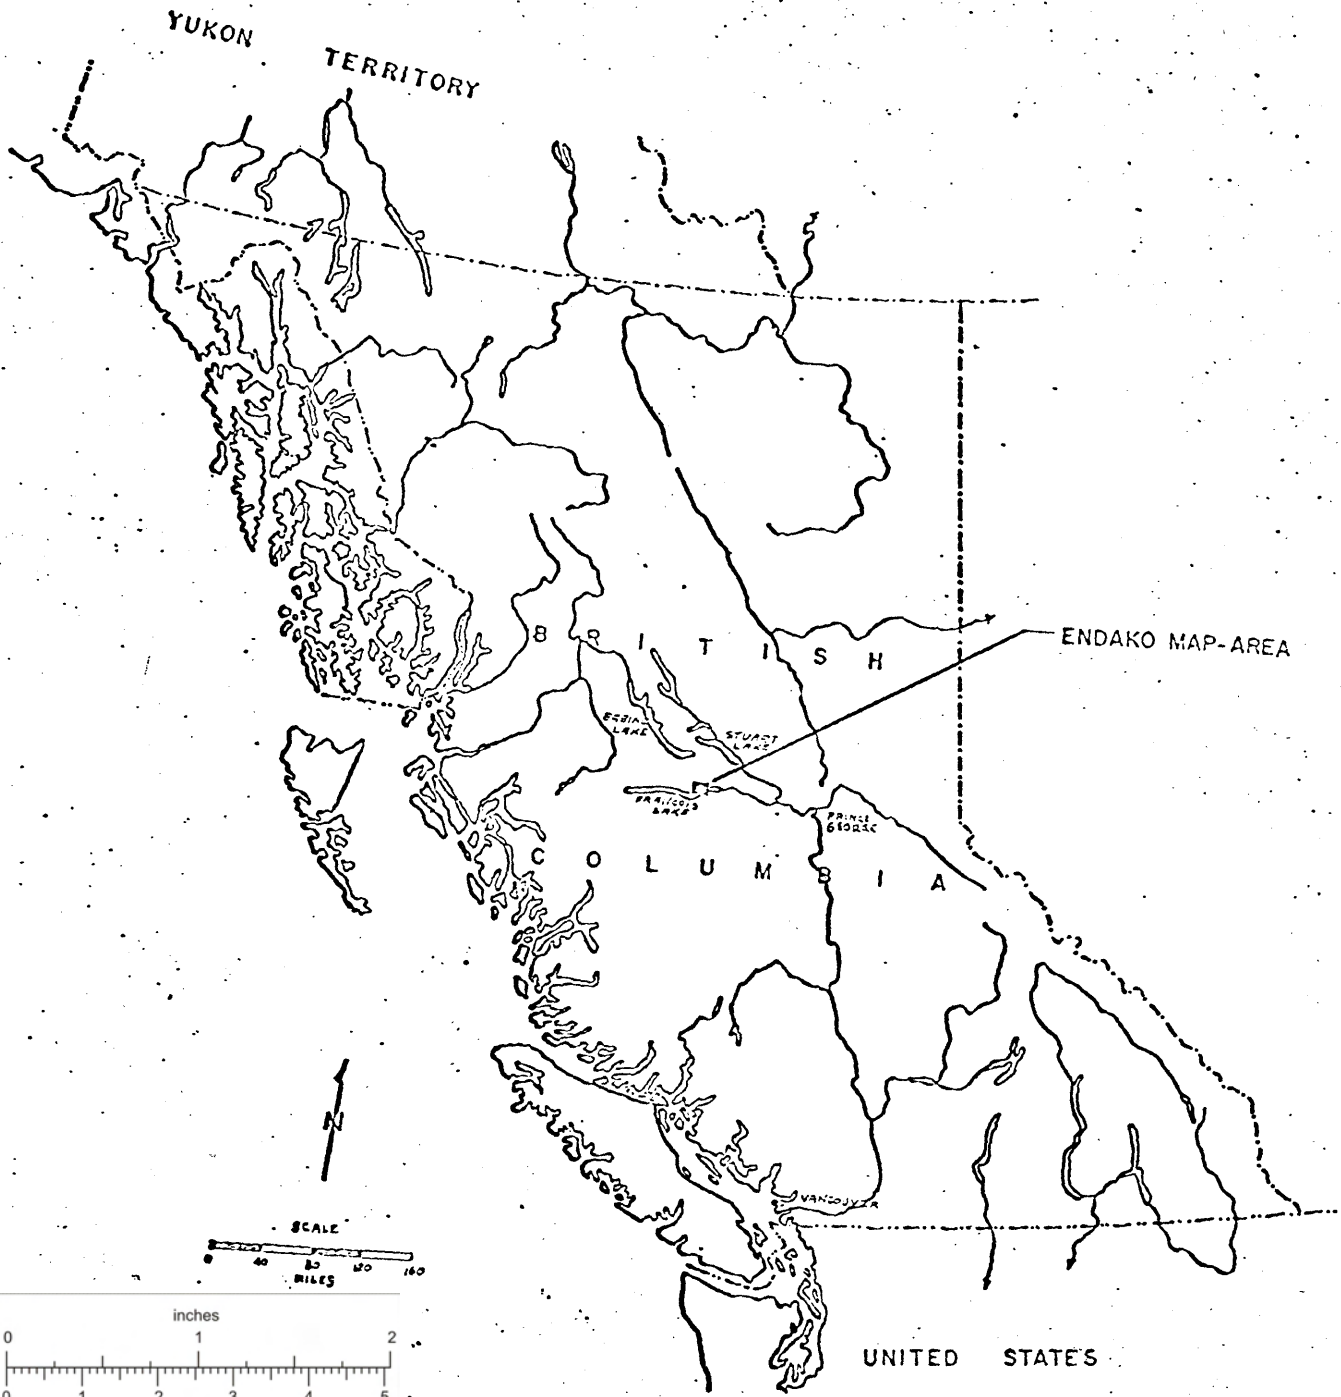 YUKON TERRITORY
B R I T I S H
ENDAKO MAP-AREA
LAKE
STUART
LAKE
FRANCOIS
LAKE
PRINCE
GEORGE
C O L U M B I A
N
VANCOUVER
SCALE
0 40 80 120 160
MILES
inches
0 1 2
0 1 2 3 4 5
UNITED STATES